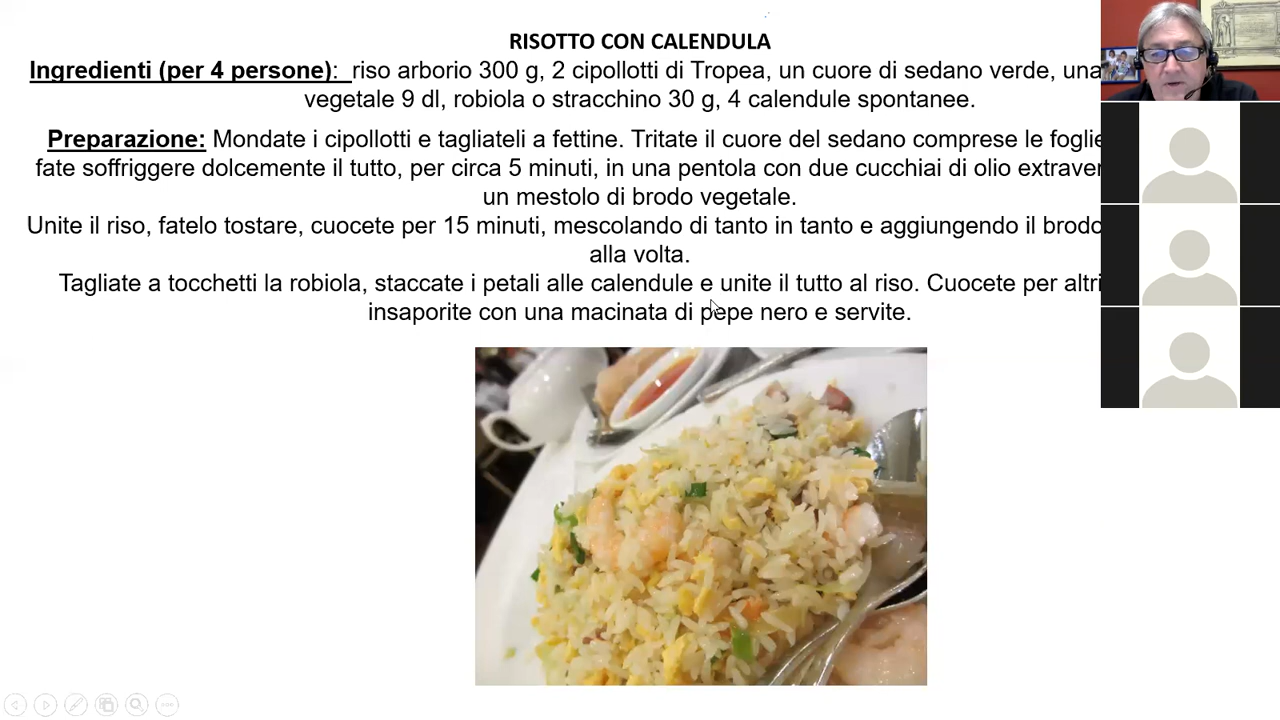 RISOTTO CON CALENDULA
Ingredienti (per 4 persone): riso arborio 300 g, 2 cipollotti di Tropea, un cuore di sedano verde, una
vegetale 9 dl, robiola o stracchino 30 g, 4 calendule spontanee.
Preparazione: Mondate i cipollotti e tagliateli a fettine. Tritate il cuore del sedano comprese le foglie
fate soffriggere dolcemente il tutto, per circa 5 minuti, in una pentola con due cucchiai di olio
un mestolo di brodo vegetale.
Unite il riso, fatelo tostare, cuocete per 15 minuti, mescolando di tanto in tanto e aggiungendo il brodo
alla volta.
Tagliate a tocchetti la robiola, staccate i petali alle calendule e unite il tutto al riso. Cuocete per altri
insaporite con una macinata di pepe nero e servite.